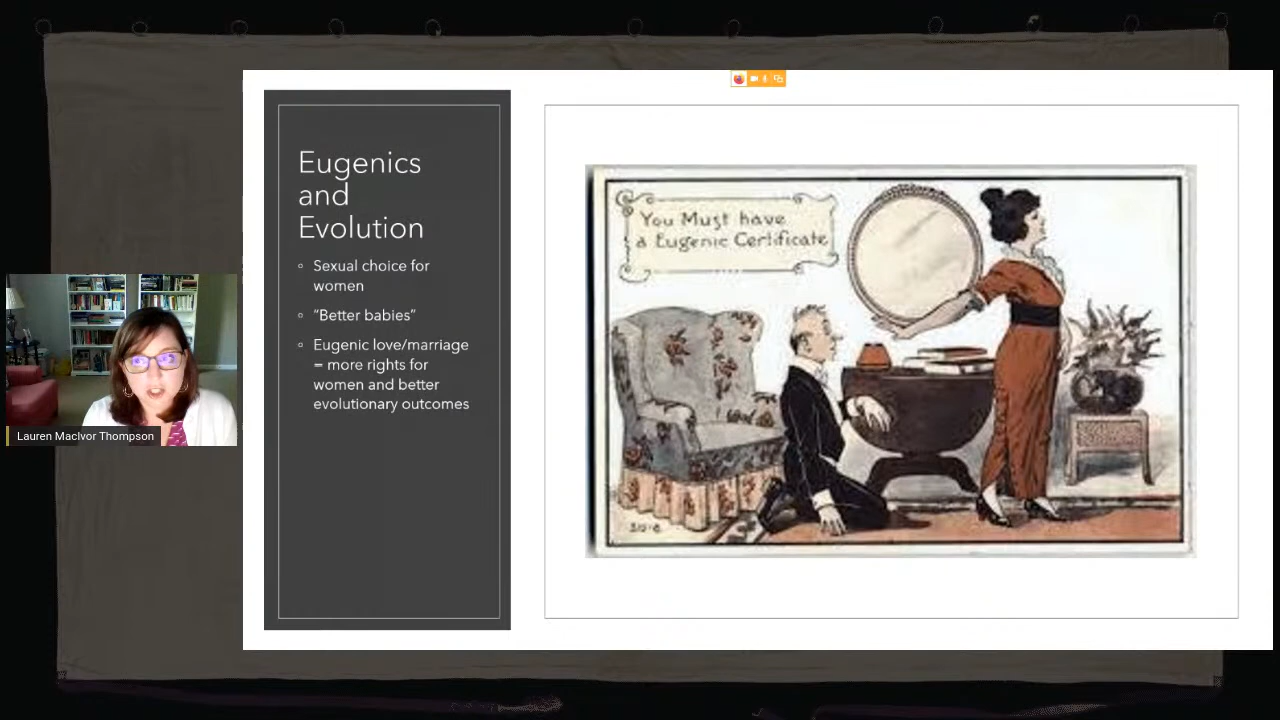 Eugenics
and
Evolution
Sexual choice for
women
“Better babies”
Eugenic love/marriage
= more rights for
women and better
evolutionary outcomes
You Must have
a Eugenic Certificate
Lauren MacIvor Thompson